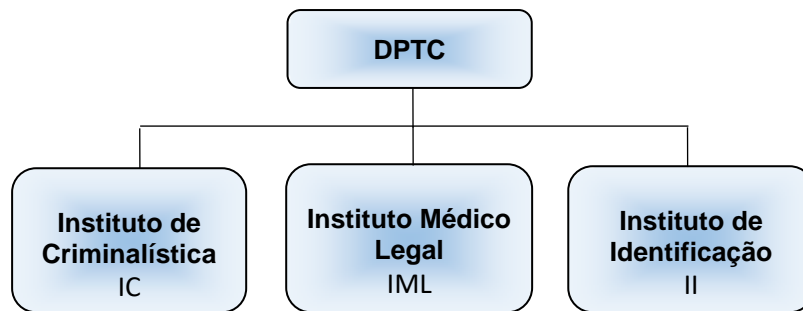 DPTC
Instituto de
Criminalística
IC
Instituto Médico
Legal
IML
Instituto de
Identificação
II